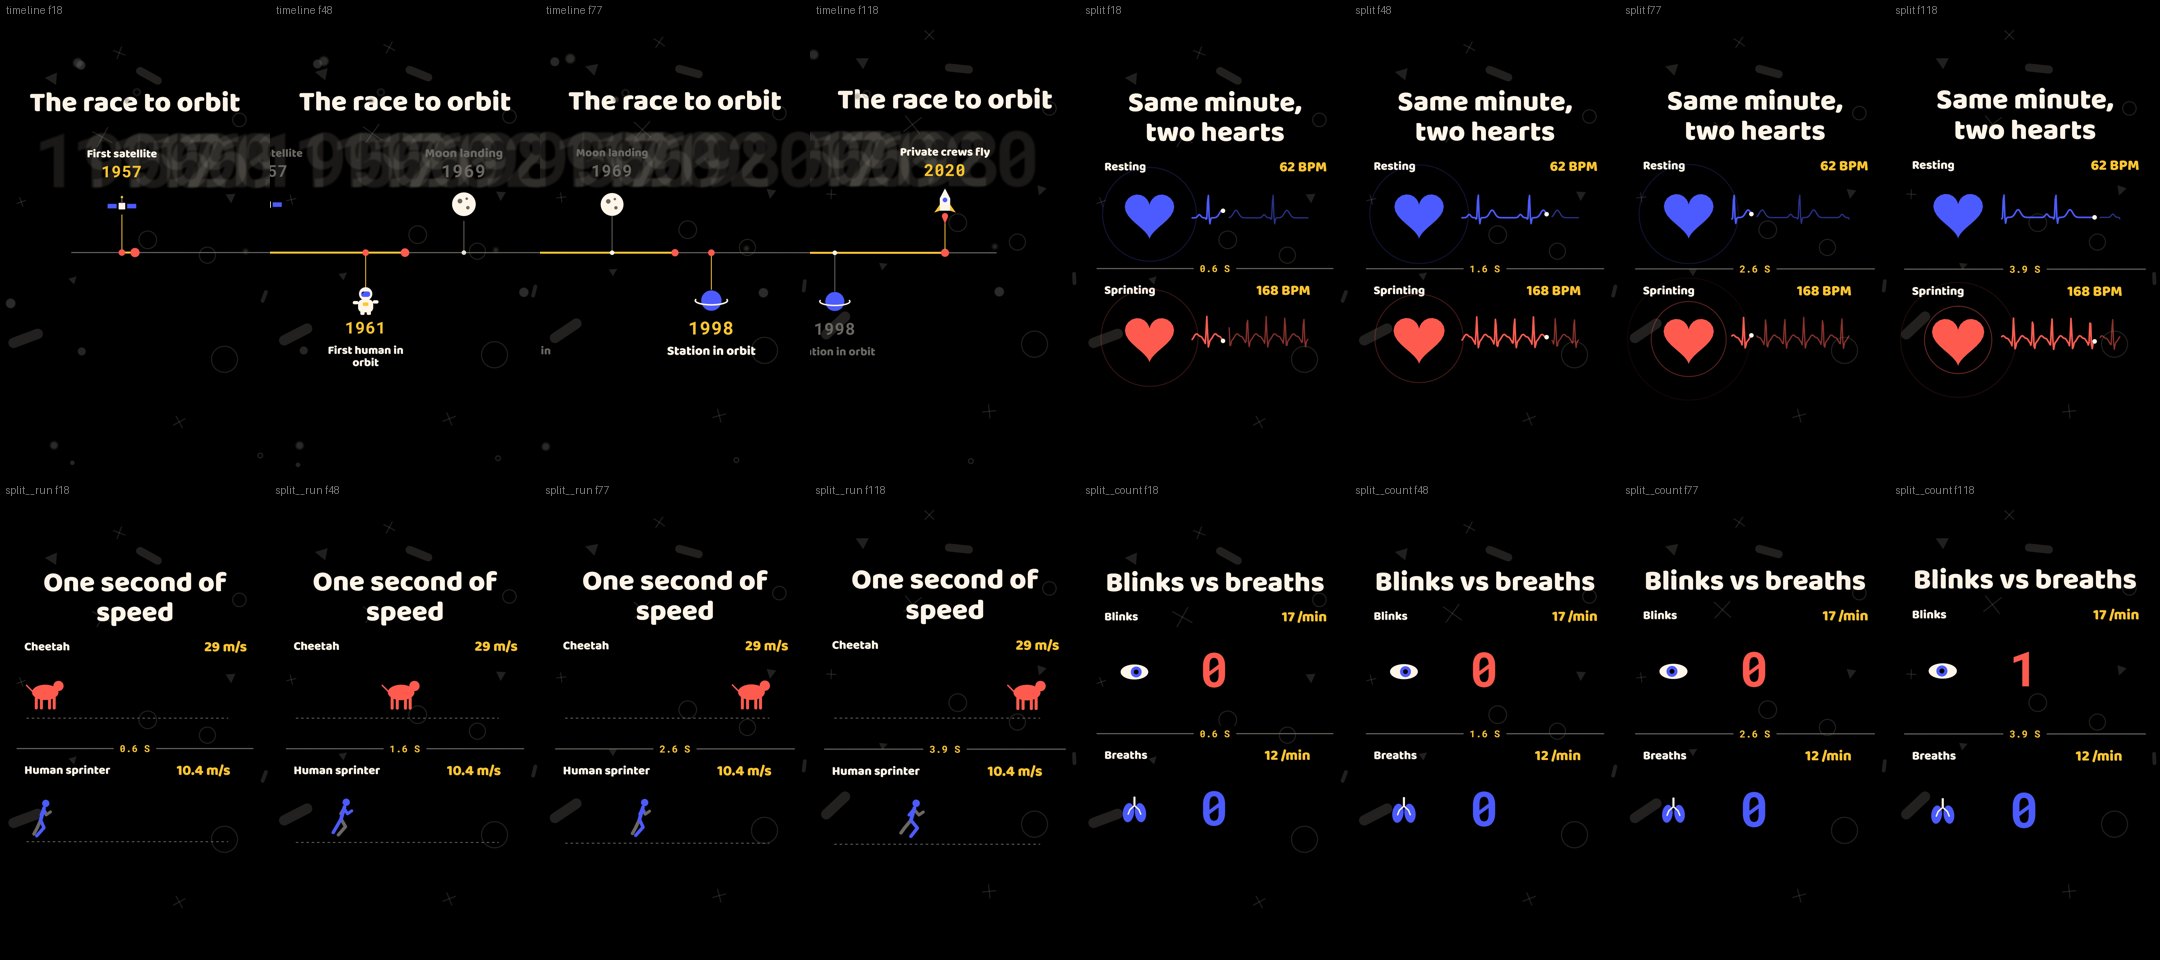 timeline f18
timeline f48
timeline f77
timeline f118
split f18
split f48
split f77
split f118
The race to orbit
First satellite
1957
The race to orbit
tellite
57
Moon landing
1969
1961
First human in
orbit
The race to orbit
Moon landing
1969
1998
Station in orbit
in
The race to orbit
Private crews fly
2020
1998
tion in orbit
Same minute,
two hearts
Resting
62 BPM
0.6 S
Sprinting
168 BPM
Same minute,
two hearts
Resting
62 BPM
1.6 S
Sprinting
168 BPM
Same minute,
two hearts
Resting
62 BPM
2.6 S
Sprinting
168 BPM
Same minute,
two hearts
Resting
62 BPM
3.9 S
Sprinting
168 BPM
split__run f18
split__run f48
split__run f77
split__run f118
split__count f18
split__count f48
split__count f77
split__count f118
One second of
speed
Cheetah
29 m/s
0.6 S
Human sprinter
10.4 m/s
One second of
speed
Cheetah
29 m/s
1.6 S
Human sprinter
10.4 m/s
One second of
speed
Cheetah
29 m/s
2.6 S
Human sprinter
10.4 m/s
One second of
speed
Cheetah
29 m/s
3.9 S
Human sprinter
10.4 m/s
Blinks vs breaths
Blinks
17 /min
0
0.6 S
Breaths
12 /min
0
Blinks vs breaths
Blinks
17 /min
0
1.6 S
Breaths
12 /min
0
Blinks vs breaths
Blinks
17 /min
0
2.6 S
Breaths
12 /min
0
Blinks vs breaths
Blinks
17 /min
1
3.9 S
Breaths
12 /min
0